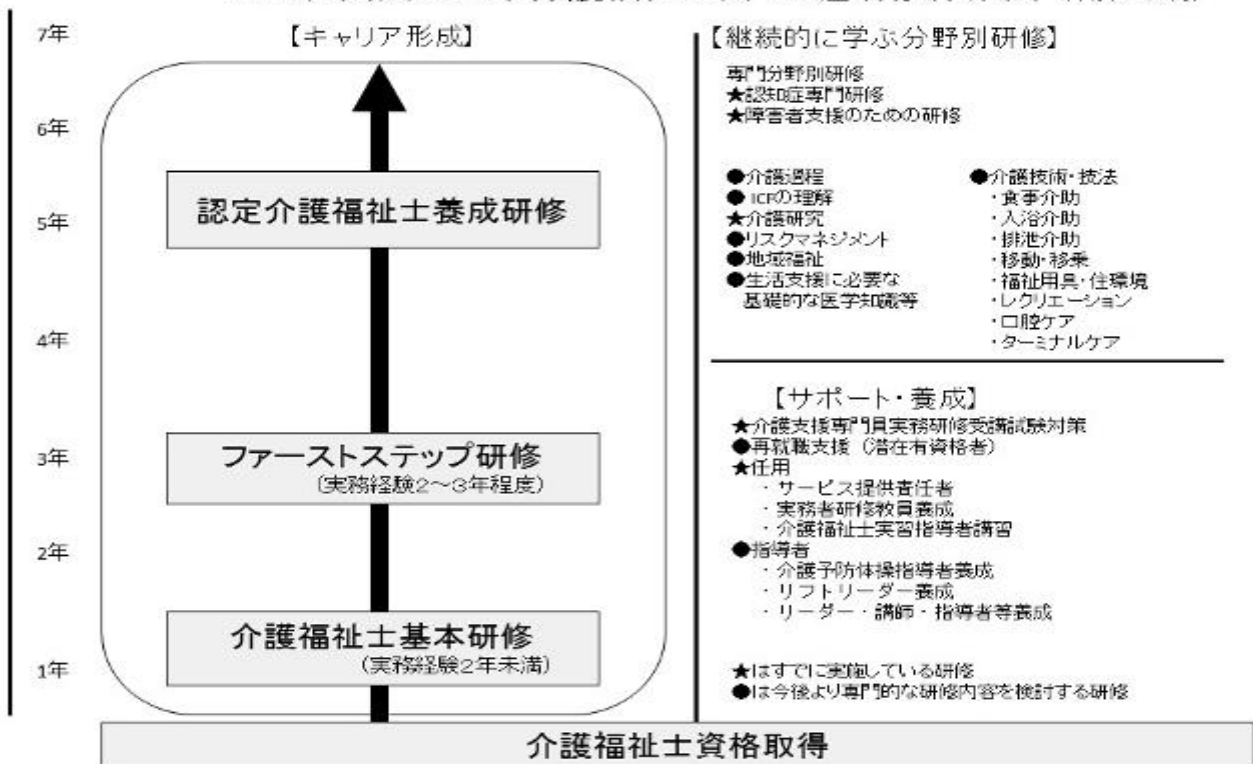 7年
6年
5年
4年
3年
2年
1年
【キャリア形成】
認定介護福祉士養成研修
ファーストステップ研修
(実務経験2~3年程度)
介護福祉士基本研修
(実務経験2年未満)
介護福祉士資格取得
【継続的に学ぶ分野別研修】
専門分野別研修
★認知症専門研修
★障害者支援のための研修
●介護過程
●ICFの理解
★介護研究
●リスクマネジメント
●地域福祉
●生活支援に必要な
基礎的な医学知識等
●介護技術・技法
・食事介助
・入浴介助
・排泄介助
・移動・移乗
・福祉用具・住環境
・レクリエーション
・口腔ケア
・ターミナルケア
【サポート・養成】
★介護支援専門員実務研修受講試験対策
●再就職支援(潜在有資格者)
★任用
・サービス提供責任者
・実務者研修教員養成
・介護福祉士実習指導者講習
●指導者
・介護予防体操指導者養成
・リフトリーダー養成
・リーダー・講師・指導者等養成
★はすでに実施している研修
●は今後より専門的な研修内容を検討する研修